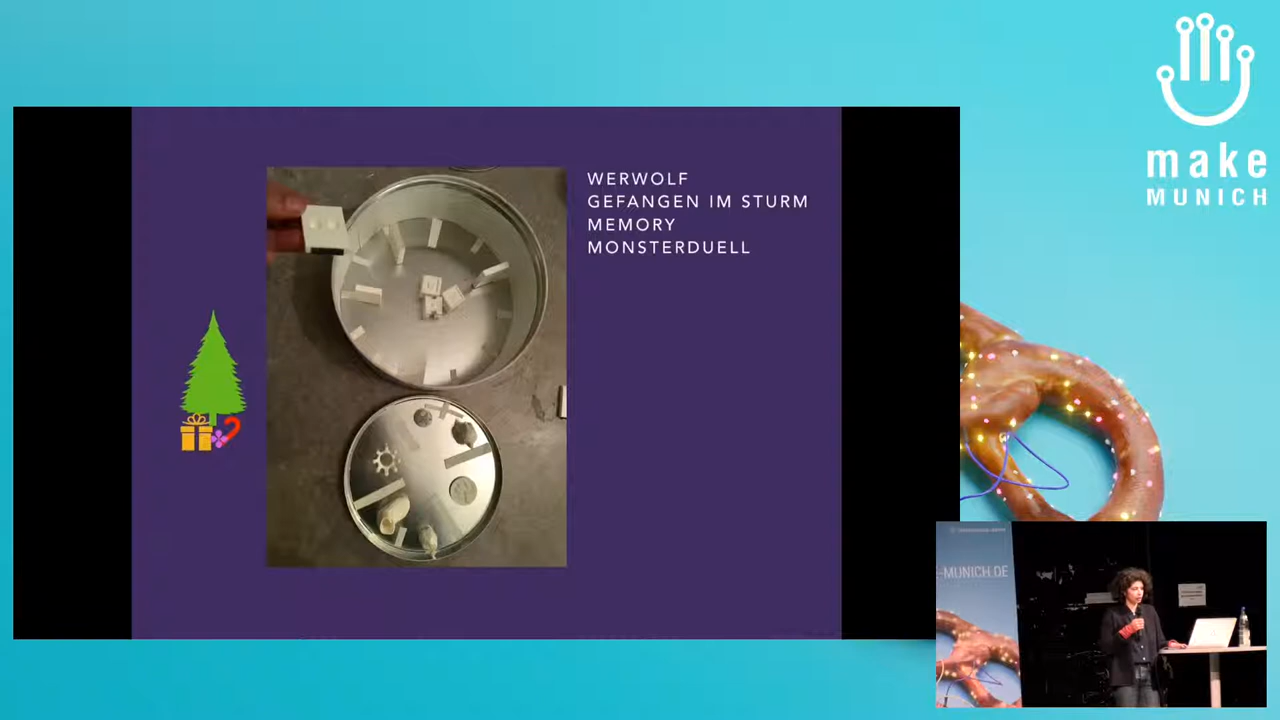 WERWOLF
GEFANGEN IM STURM
MEMORY
MONSTERDUELL
make
MUNICH
-MUNICH.DE